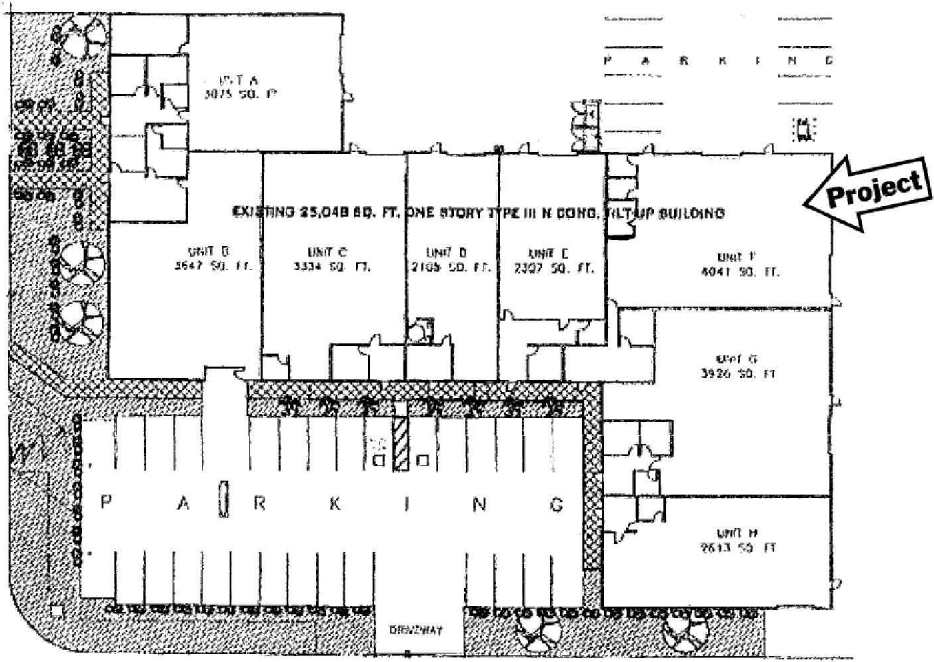 P A R K I N G
UNIT A
3075 SQ. FT
Project
EXISTING 25,048 SQ. FT. ONE STORY TYPE III N CONC. TILT-UP BUILDING
UNIT B
3647 SQ. FT.
UNIT C
3334 SQ. FT.
UNIT D
2105 SQ. FT.
UNIT E
2307 SQ. FT.
UNIT F
4041 SQ. FT.
UNIT G
3926 SQ. FT
P A R K I N G
UNIT H
2613 SQ. FT
DRIVEWAY